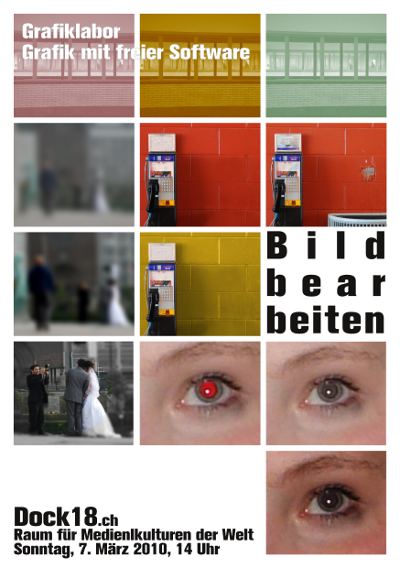 Grafiklabor
Grafik mit freier Software
Bild
bear
beiten
Dock18.ch
Raum für Medienlkulturen der Welt
Sonntag, 7. März 2010, 14 Uhr